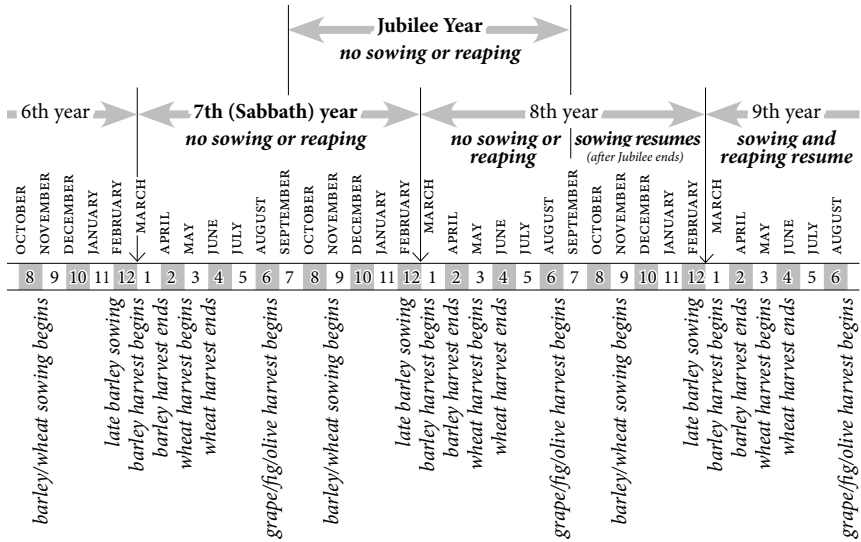 Jubilee Year
no sowing or reaping
6th year
7th (Sabbath) year
8th year
9th year
no sowing or reaping
no sowing or
reaping
sowing resumes
(after Jubilee ends)
sowing and
reaping resume
OCTOBER
NOVEMBER
DECEMBER
JANUARY
FEBRUARY
MARCH
APRIL
MAY
JUNE
JULY
AUGUST
SEPTEMBER
OCTOBER
NOVEMBER
DECEMBER
JANUARY
FEBRUARY
MARCH
APRIL
MAY
JUNE
JULY
AUGUST
SEPTEMBER
OCTOBER
NOVEMBER
DECEMBER
JANUARY
FEBRUARY
MARCH
APRIL
MAY
JUNE
JULY
AUGUST
8 9 10 11 12 1 2 3 4 5 6 7 8 9 10 11 12 1 2 3 4 5 6 7 8 9 10 11 12 1 2 3 4 5 6
barley/wheat sowing begins
late barley sowing
barley harvest begins
barley harvest ends
wheat harvest begins
wheat harvest ends
grape/fig/olive harvest begins
barley/wheat sowing begins
late barley sowing
barley harvest begins
barley harvest ends
wheat harvest begins
wheat harvest ends
grape/fig/olive harvest begins
barley/wheat sowing begins
late barley sowing
barley harvest begins
barley harvest ends
wheat harvest begins
wheat harvest ends
grape/fig/olive harvest begins